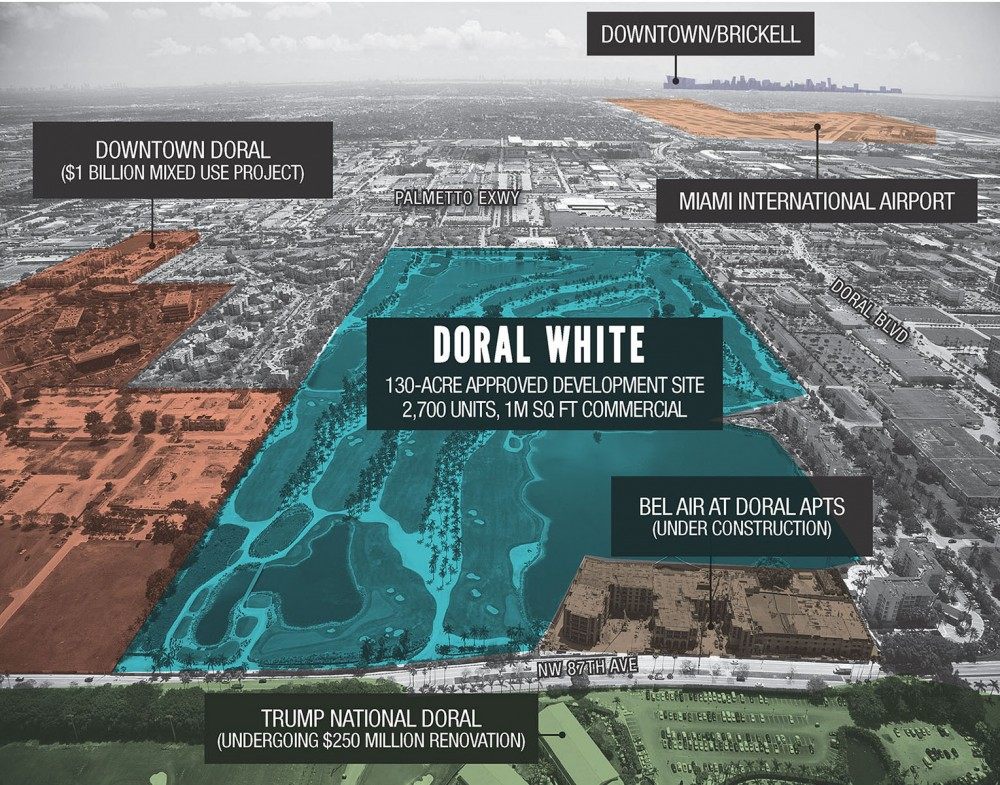 DOWNTOWN/BRICKELL
DOWNTOWN DORAL
($1 BILLION MIXED USE PROJECT)
PALMETTO EXWY
MIAMI INTERNATIONAL AIRPORT
DORAL BLVD
DORAL WHITE
130-ACRE APPROVED DEVELOPMENT SITE
2,700 UNITS, 1M SQ FT COMMERCIAL
BEL AIR AT DORAL APTS
(UNDER CONSTRUCTION)
NW 87TH AVE
TRUMP NATIONAL DORAL
(UNDERGOING $250 MILLION RENOVATION)